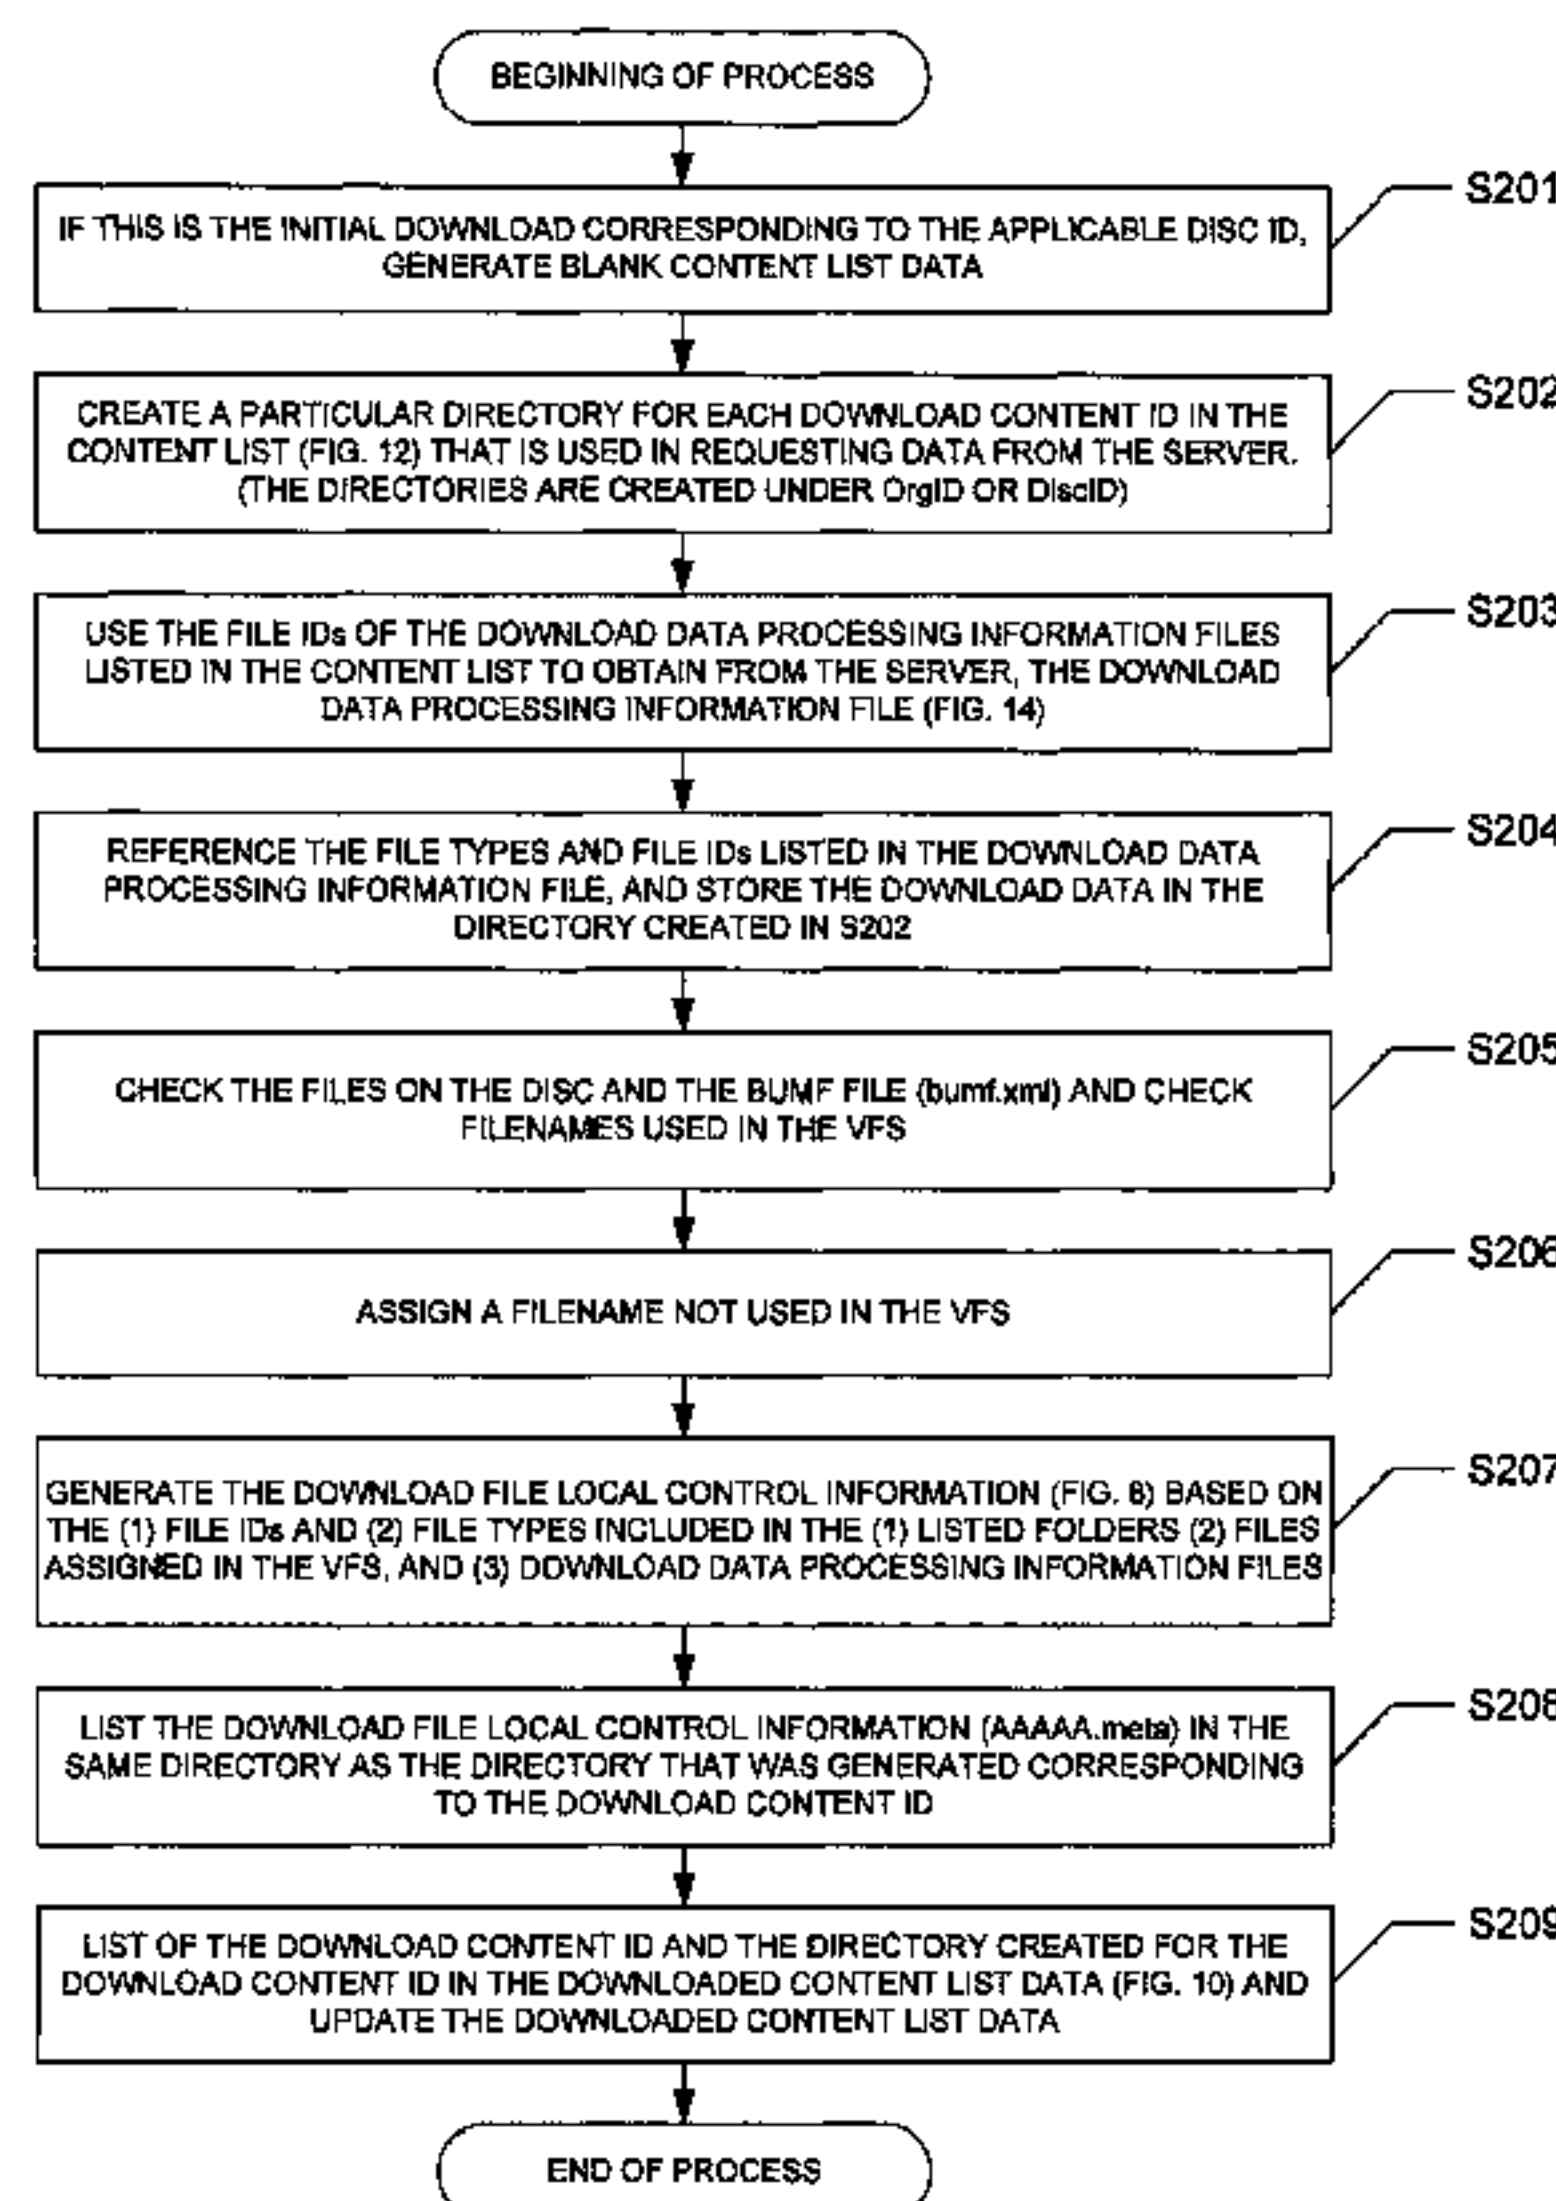 BEGINNING OF PROCESS
S201
IF THIS IS THE INITIAL DOWNLOAD CORRESPONDING TO THE APPLICABLE DISC ID,
GENERATE BLANK CONTENT LIST DATA
S202
CREATE A PARTICULAR DIRECTORY FOR EACH DOWNLOAD CONTENT ID IN THE
CONTENT LIST (FIG. 12) THAT IS USED IN REQUESTING DATA FROM THE SERVER.
(THE DIRECTORIES ARE CREATED UNDER OrgID OR DiscID)
S203
USE THE FILE IDs OF THE DOWNLOAD DATA PROCESSING INFORMATION FILES
LISTED IN THE CONTENT LIST TO OBTAIN FROM THE SERVER, THE DOWNLOAD
DATA PROCESSING INFORMATION FILE (FIG. 14)
S204
REFERENCE THE FILE TYPES AND FILE IDs LISTED IN THE DOWNLOAD DATA
PROCESSING INFORMATION FILE, AND STORE THE DOWNLOAD DATA IN THE
DIRECTORY CREATED IN S202
S205
CHECK THE FILES ON THE DISC AND THE BUMF FILE (bumf.xml) AND CHECK
FILENAMES USED IN THE VFS
S206
ASSIGN A FILENAME NOT USED IN THE VFS
S207
GENERATE THE DOWNLOAD FILE LOCAL CONTROL INFORMATION (FIG. 8) BASED ON
THE (1) FILE IDs AND (2) FILE TYPES INCLUDED IN THE (1) LISTED FOLDERS (2) FILES
ASSIGNED IN THE VFS, AND (3) DOWNLOAD DATA PROCESSING INFORMATION FILES
S208
LIST THE DOWNLOAD FILE LOCAL CONTROL INFORMATION (AAAAA.meta) IN THE
SAME DIRECTORY AS THE DIRECTORY THAT WAS GENERATED CORRESPONDING
TO THE DOWNLOAD CONTENT ID
S209
LIST OF THE DOWNLOAD CONTENT ID AND THE DIRECTORY CREATED FOR THE
DOWNLOAD CONTENT ID IN THE DOWNLOADED CONTENT LIST DATA (FIG. 10) AND
UPDATE THE DOWNLOADED CONTENT LIST DATA
END OF PROCESS